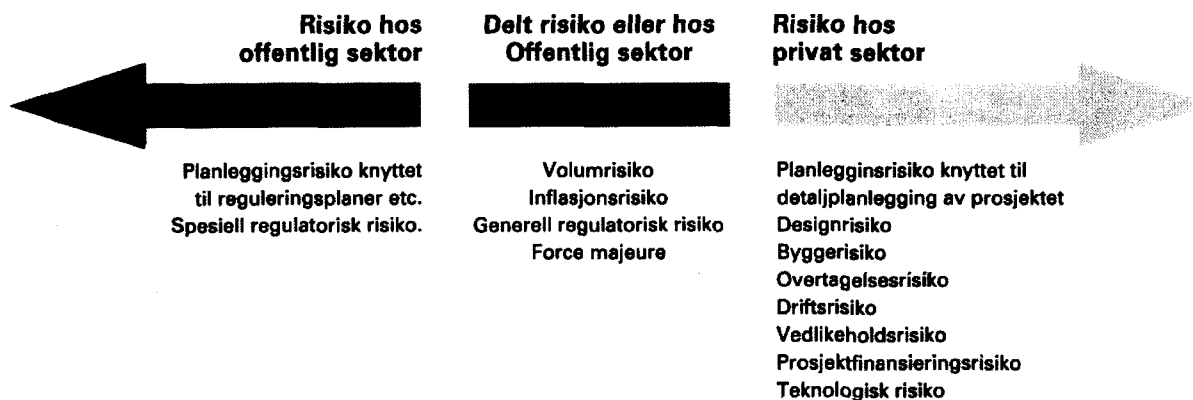 Risiko hos
offentlig sektor
Delt risiko eller hos
Offentlig sektor
Risiko hos
privat sektor
Planleggingsrisiko knyttet
til reguleringsplaner etc.
Spesiell regulatorisk risiko.
Volumrisiko
Inflasjonsrisiko
Generell regulatorisk risiko
Force majeure
Planlegginsrisiko knyttet til
detaljplanlegging av prosjektet
Designrisiko
Byggerisiko
Overtagelsesrisiko
Driftsrisiko
Vedlikeholdsrisiko
Prosjektfinansieringsrisiko
Teknologisk risiko